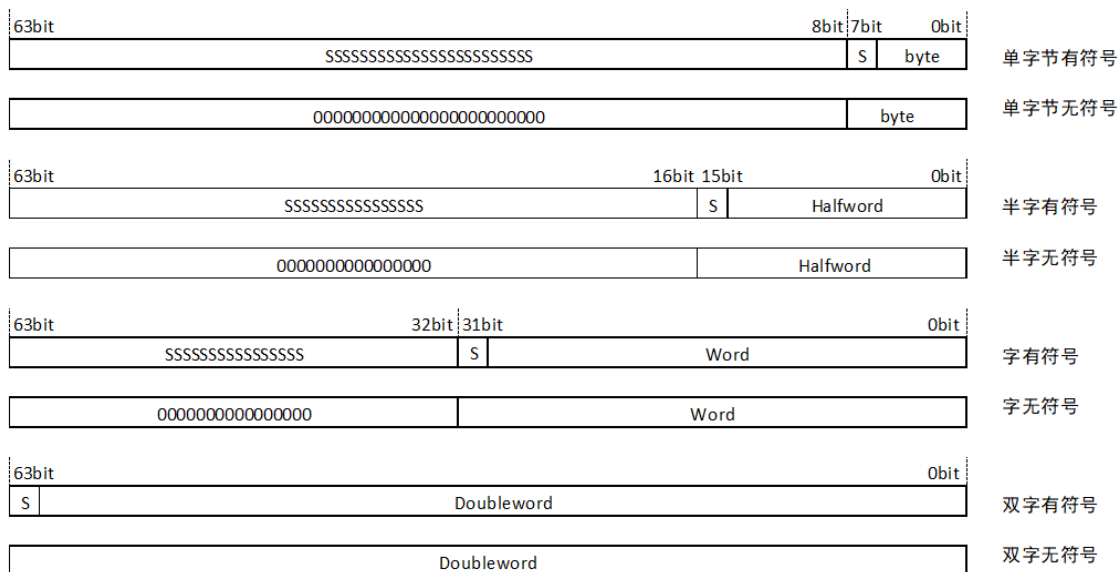 63bit 8bit 7bit 0bit
SSSSSSSSSSSSSSSSSSSSSSSS S byte 单字节有符号
000000000000000000000000 byte 单字节无符号
63bit 16bit 15bit 0bit
SSSSSSSSSSSSSSSS S Halfword 半字有符号
0000000000000000 Halfword 半字无符号
63bit 32bit 31bit 0bit
SSSSSSSSSSSSSSSS S Word 字有符号
0000000000000000 Word 字无符号
63bit 0bit
S Doubleword 双字有符号
Doubleword 双字无符号